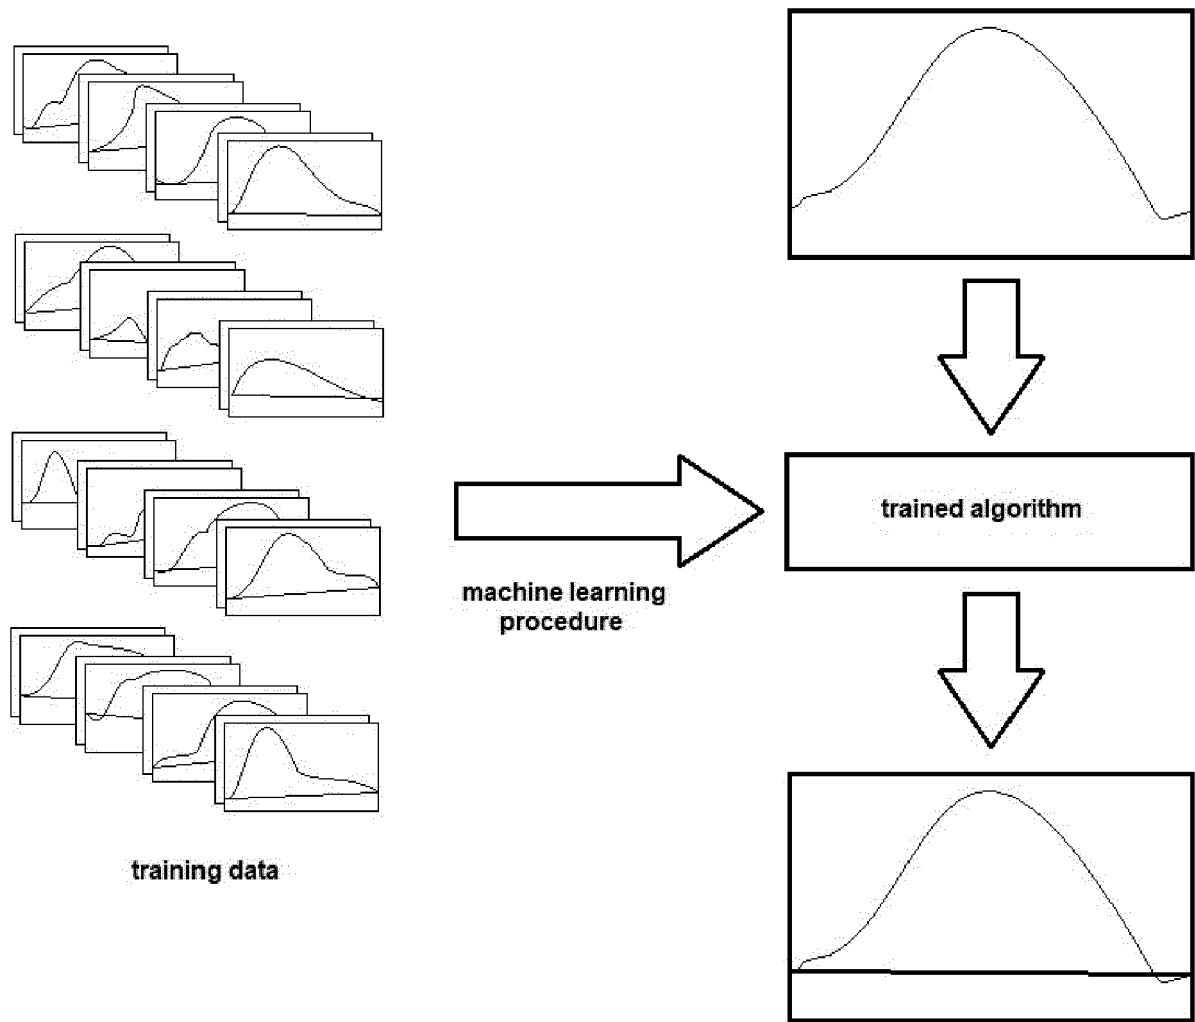 trained algorithm
machine learning
procedure
training data